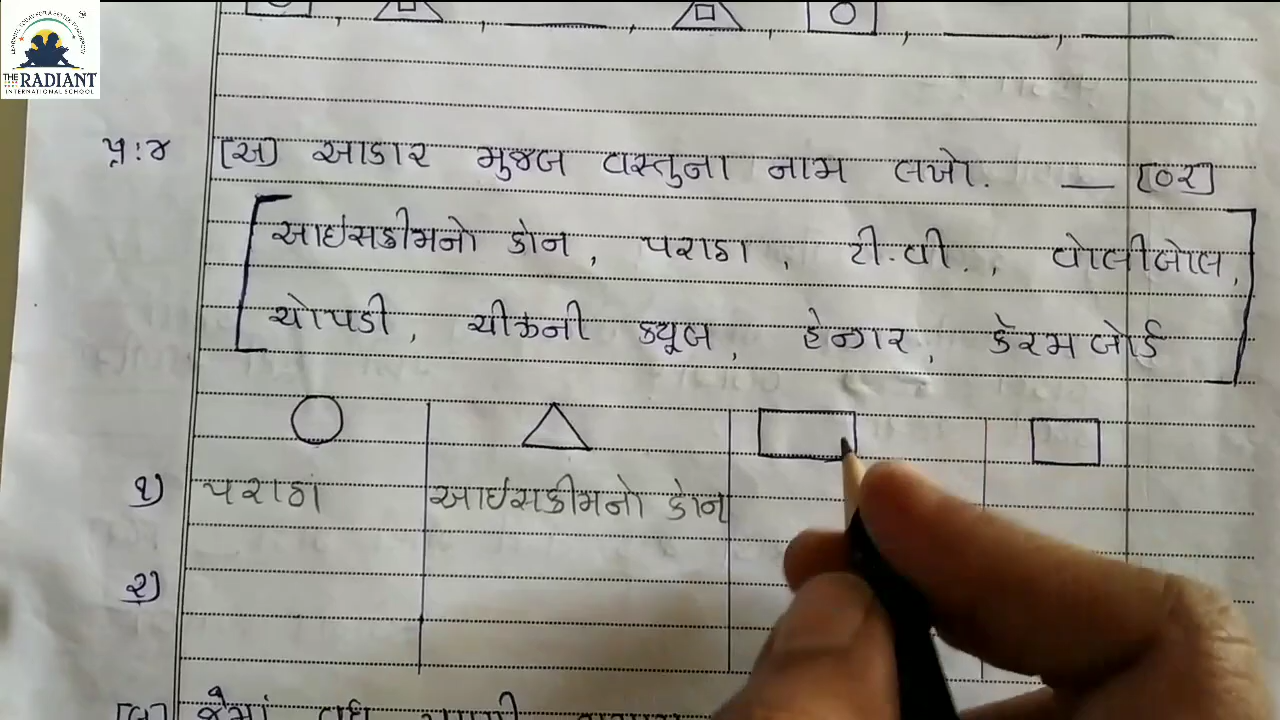 THE RADIANT
INTERNATIONAL SCHOOL
પ્ર:૪ [અ] આકાર મુજબ વસ્તુના નામ લખો. — [૦૨]
આઇસક્રીમનો કોન, પરાઠા, ટી.વી., વોલીબોલ,
ચોપડી, ચીઝની ક્યૂબ, હેન્ગર, કેરમબોર્ડ
૧) પરાઠા આઇસક્રીમનો કોન
૨)